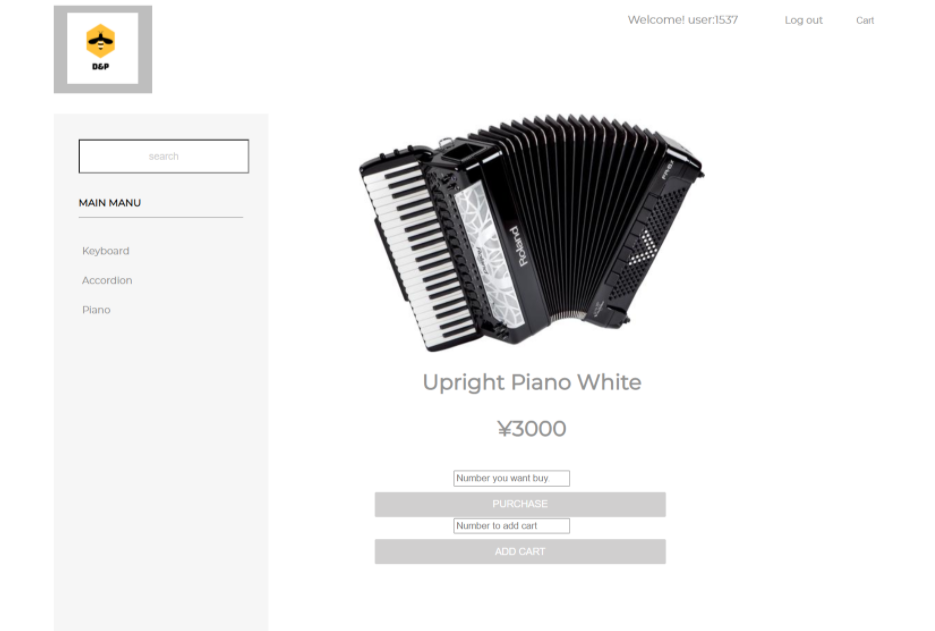 D&P
Welcome! user:1537
Log out
Cart
search
MAIN MANU
Keyboard
Accordion
Piano
Roland
Upright Piano White
¥3000
Number you want buy.
PURCHASE
Number to add cart
ADD CART